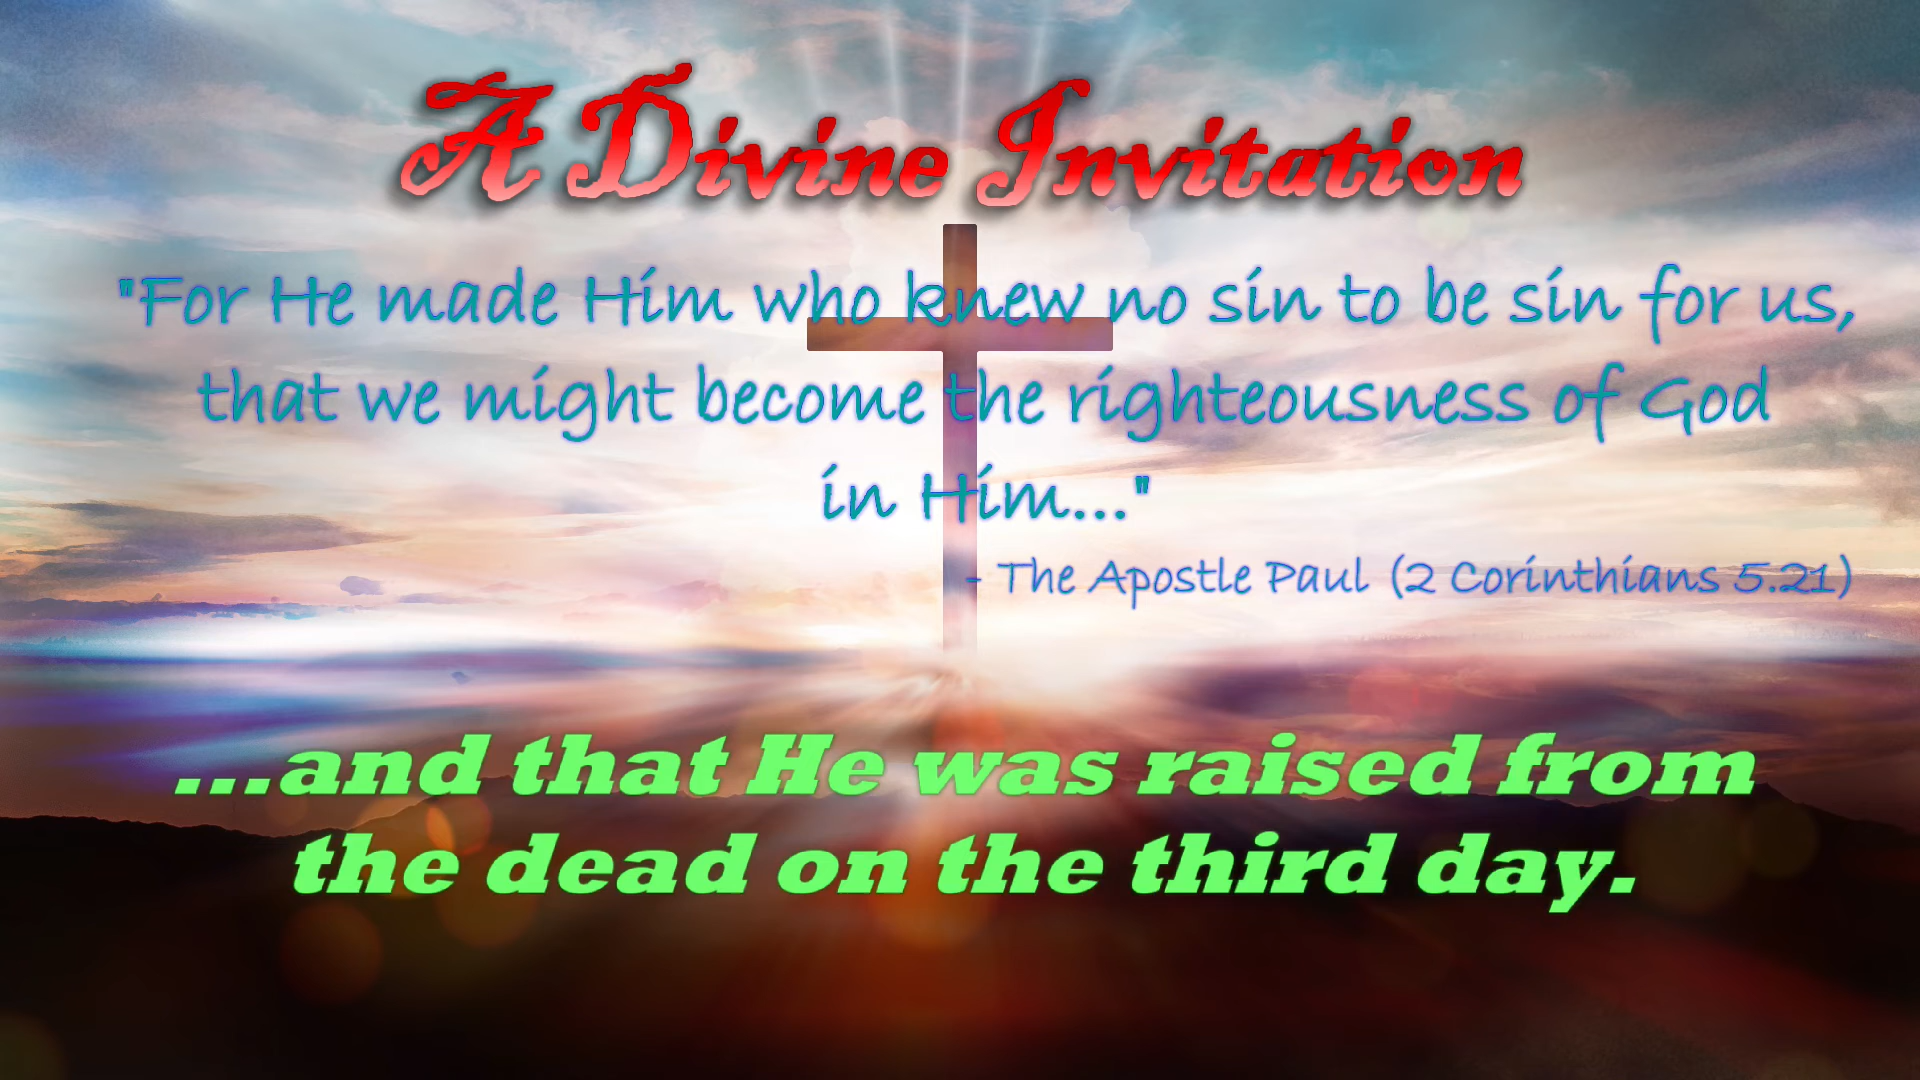 A Divine Invitation
"For He made Him who knew no sin to be sin for us,
that we might become the righteousness of God
in Him..."
- The Apostle Paul (2 Corinthians 5.21)
...and that He was raised from
the dead on the third day.